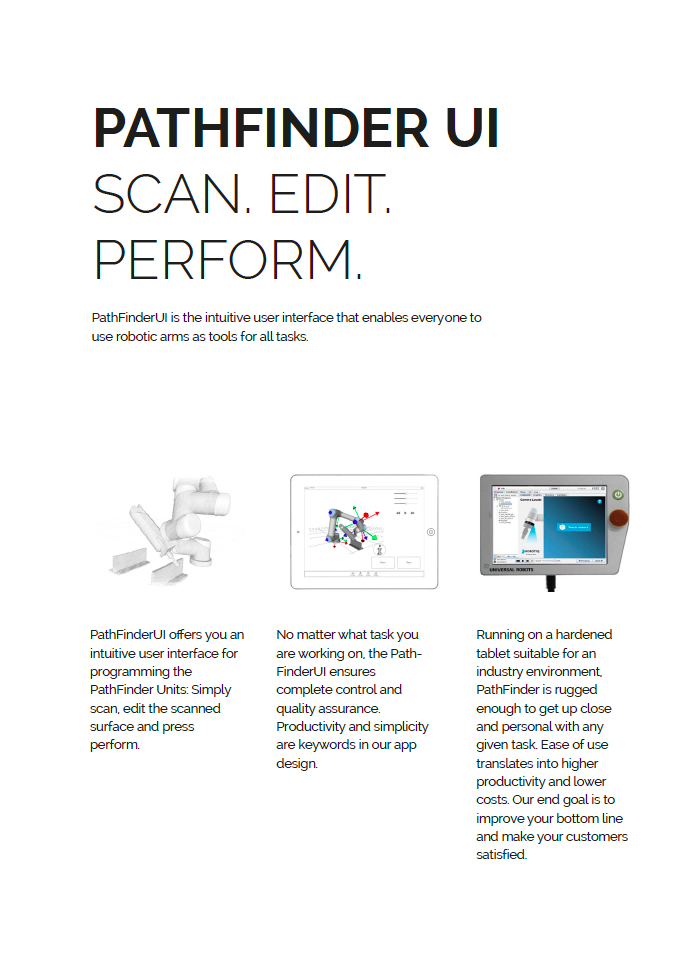 PATHFINDER UI
SCAN. EDIT.
PERFORM.
PathFinderUI is the intuitive user interface that enables everyone to
use robotic arms as tools for all tasks.
UNIVERSAL ROBOTS
PathFinderUI offers you an
intuitive user interface for
programming the
PathFinder Units: Simply
scan, edit the scanned
surface and press
perform.
No matter what task you
are working on, the Path-
FinderUI ensures
complete control and
quality assurance.
Productivity and simplicity
are keywords in our app
design.
Running on a hardened
tablet suitable for an
industry environment,
PathFinder is rugged
enough to get up close
and personal with any
given task. Ease of use
translates into higher
productivity and lower
costs. Our end goal is to
improve your bottom line
and make your customers
satisfied.